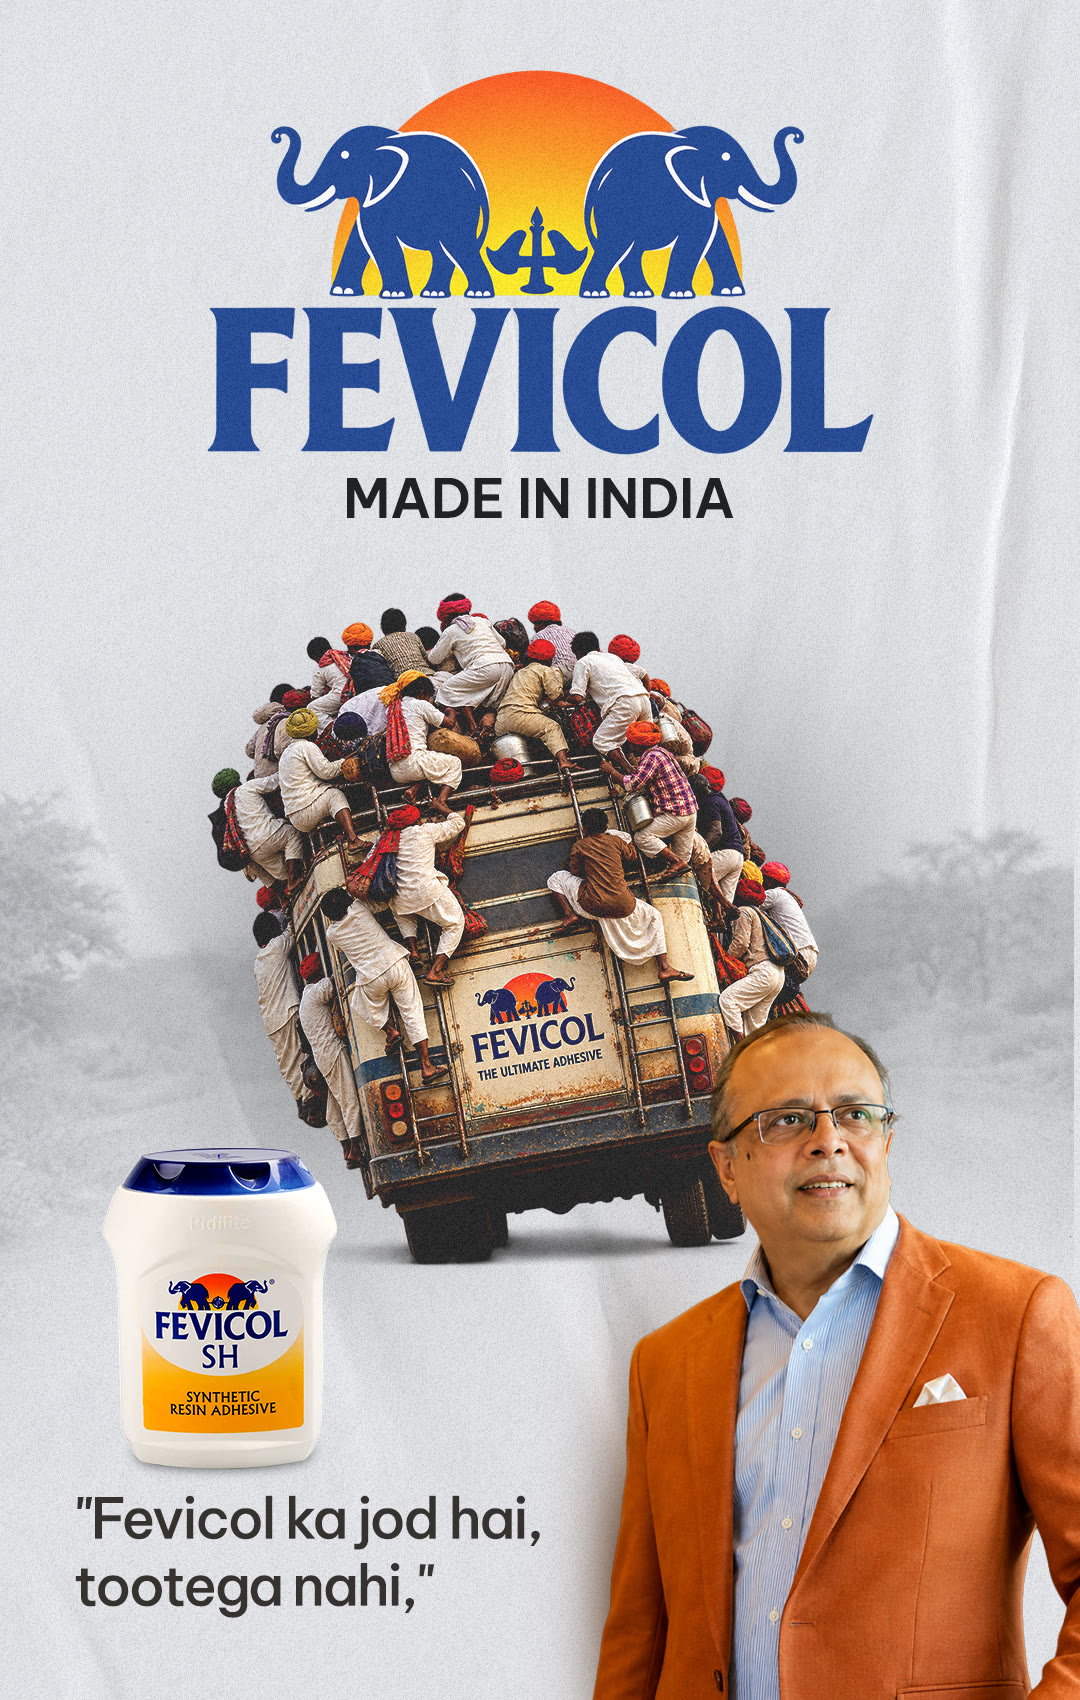 FEVICOL
MADE IN INDIA
FEVICOL
THE ULTIMATE ADHESIVE
Pidilite
®
FEVICOL
SH
SYNTHETIC
RESIN ADHESIVE
"Fevicol ka jod hai,
tootega nahi,"